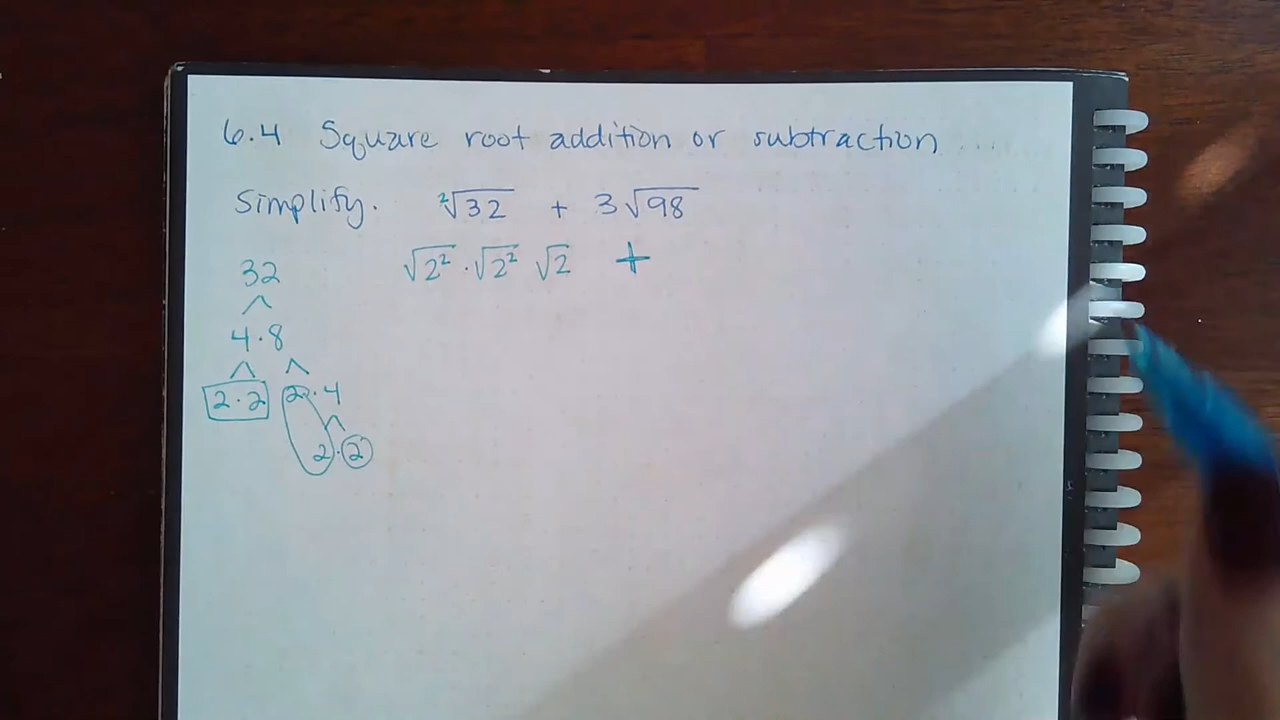 6.4 Square root addition or subtraction ....
Simplify. ²√32 + 3√98
√2² · √2² √2 +
32
4·8
2·2 2·4
2·2